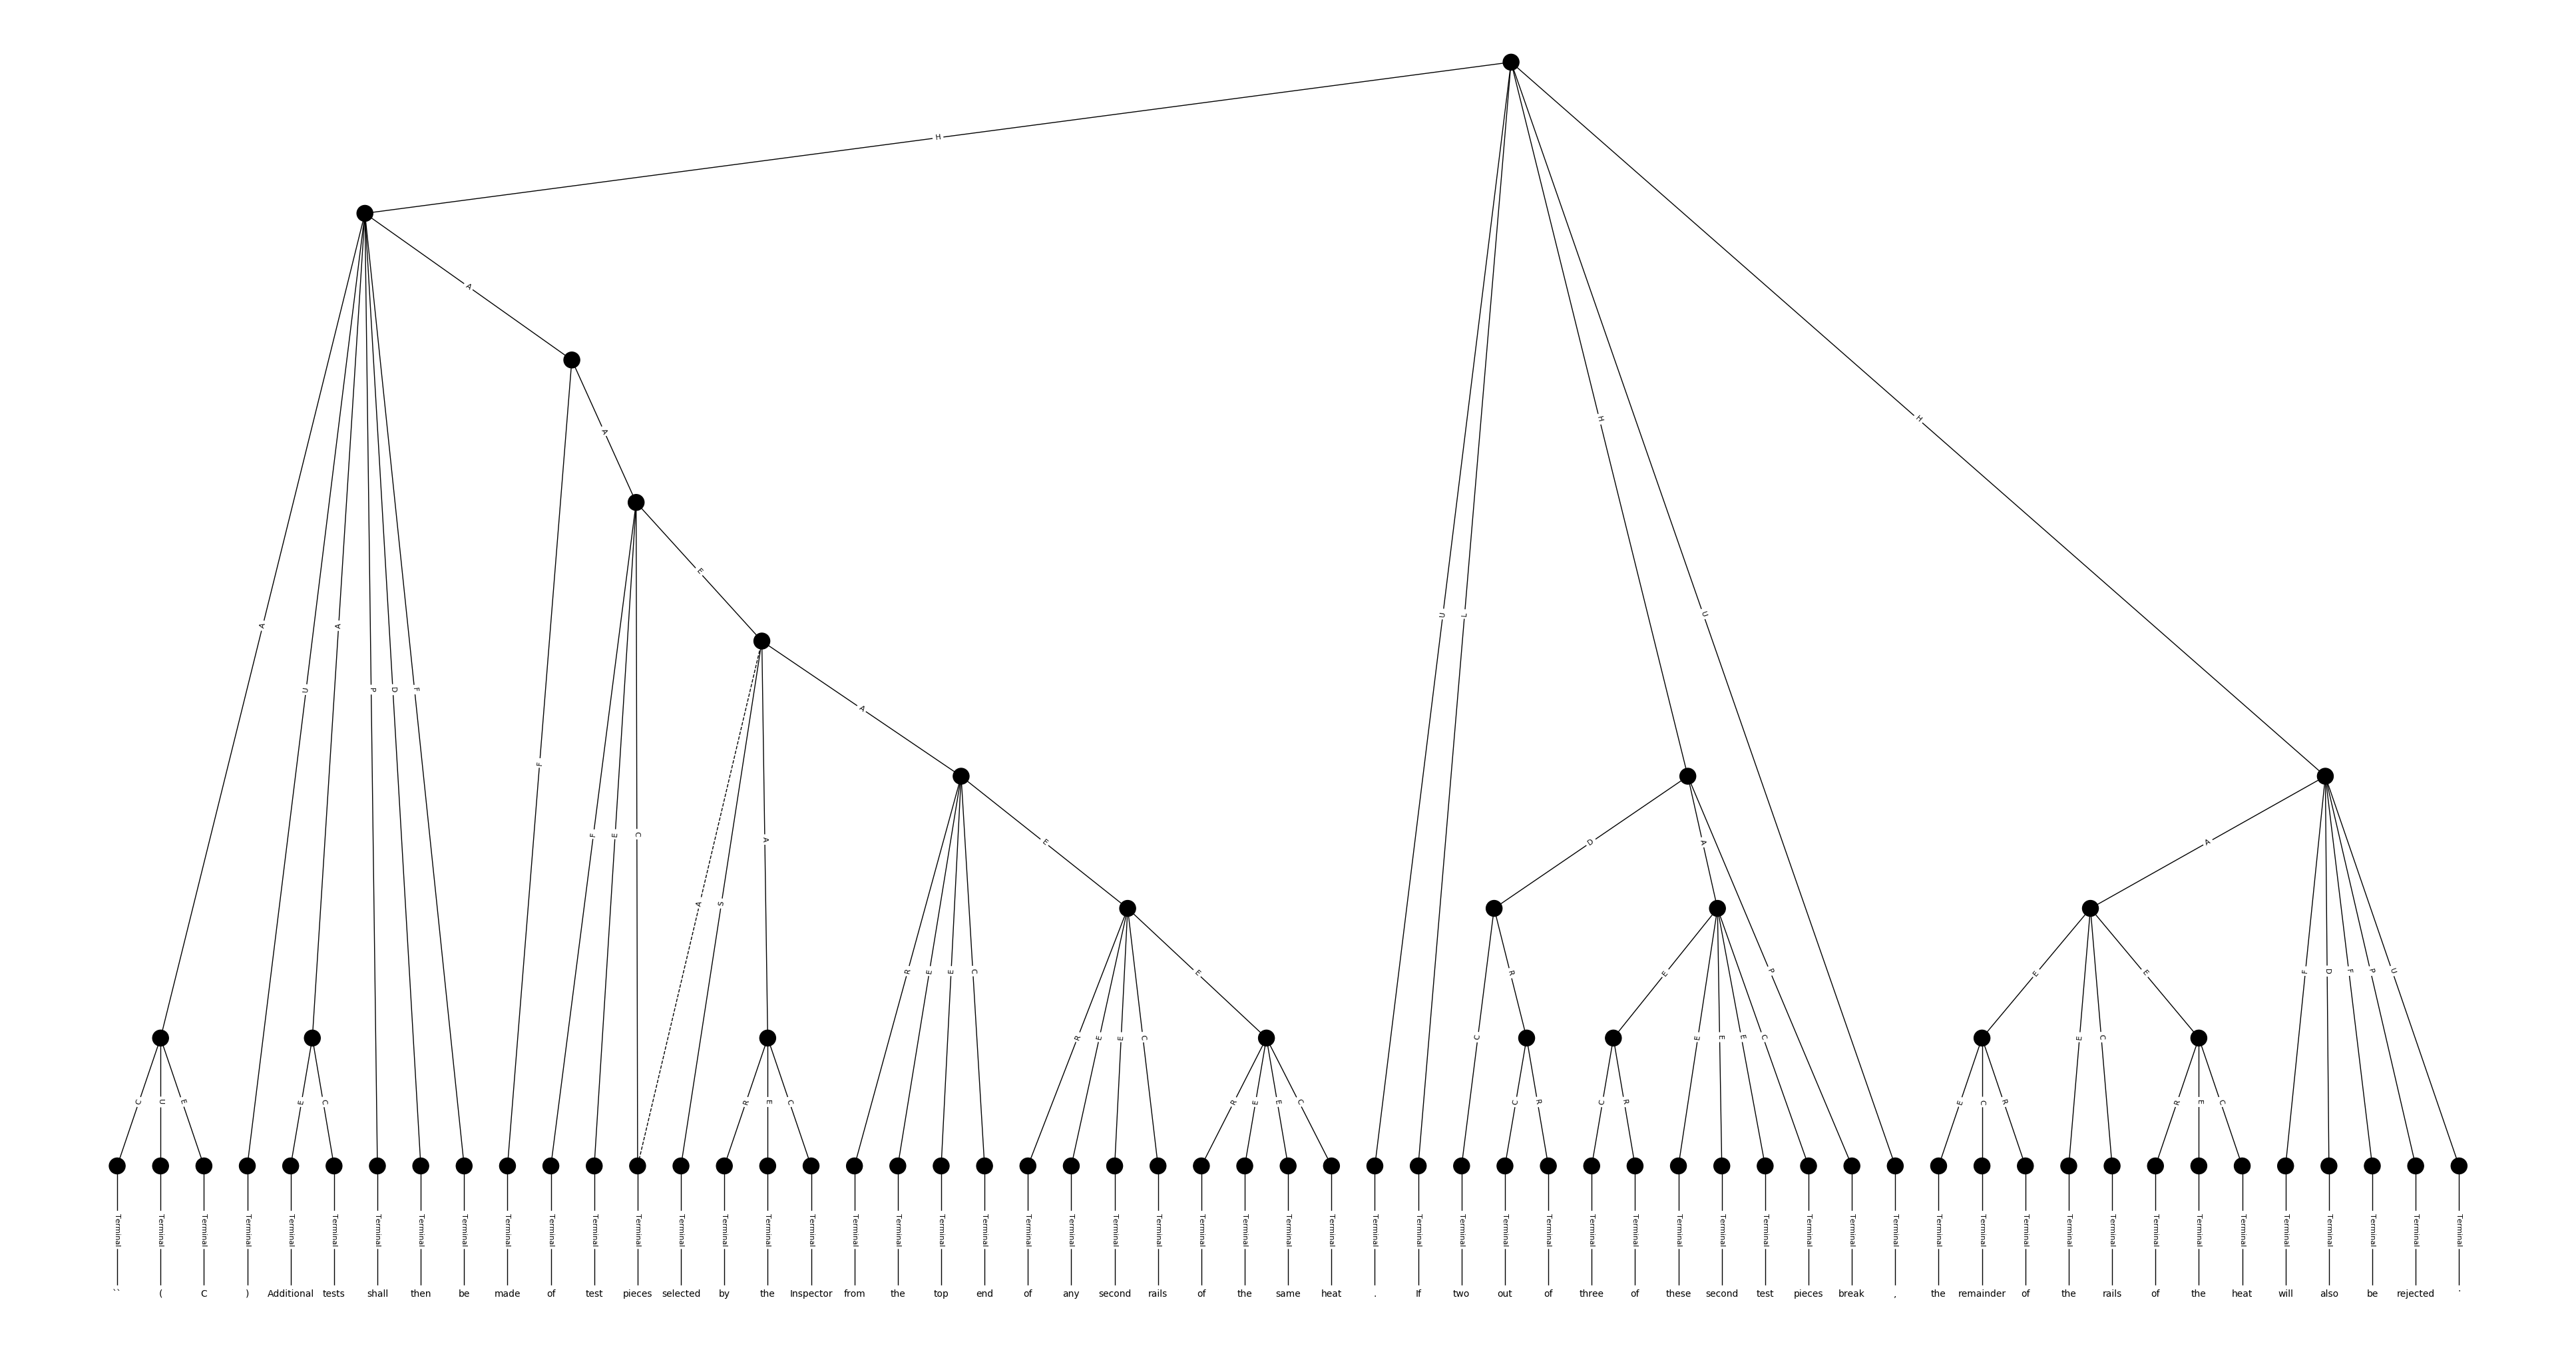 H
A
A
H
H
E
A
U
A
U
L
U
P
D
F
A
F
F
E
C
A
D
A
A
E
A
S
R
E
E
C
E
R
E
P
F
D
F
P
U
R
E
E
C
C
E
E
E
C
E
C
C
U
E
E
C
R
E
C
R
E
E
C
C
R
C
R
E
C
R
R
E
C
Terminal Terminal Terminal Terminal Terminal Terminal Terminal Terminal Terminal Terminal Terminal Terminal Terminal Terminal Terminal Terminal Terminal Terminal Terminal Terminal Terminal Terminal Terminal Terminal Terminal Terminal Terminal Terminal Terminal Terminal Terminal Terminal Terminal Terminal Terminal Terminal Terminal Terminal Terminal Terminal Terminal Terminal Terminal Terminal Terminal Terminal Terminal Terminal Terminal Terminal Terminal Terminal Terminal Terminal Terminal
`` ( C ) Additional tests shall then be made of test pieces selected by the Inspector from the top end of any second rails of the same heat . If two out of three of these second test pieces break , the remainder of the rails of the heat will also be rejected .